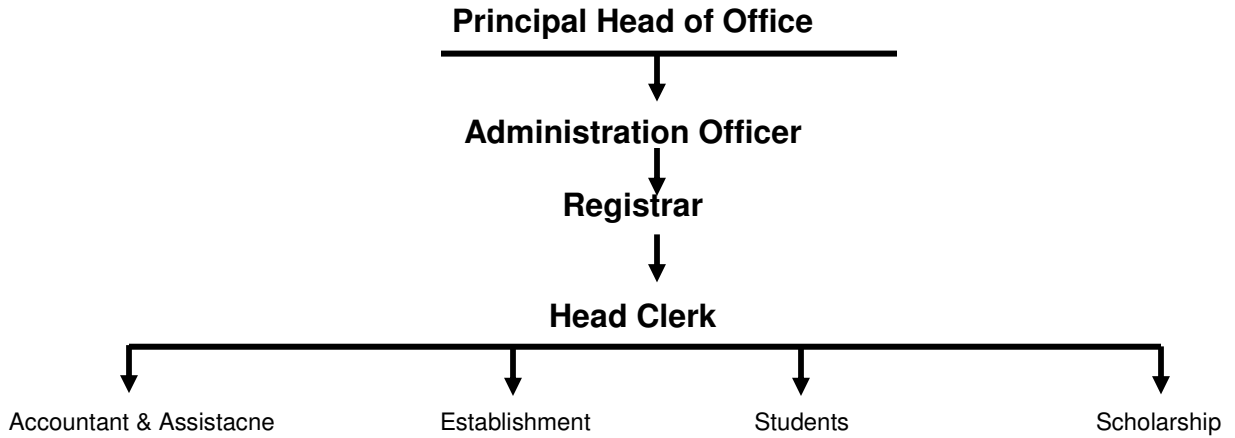 Principal Head of Office
Administration Officer
Registrar
Head Clerk
Accountant & Assistacne Establishment Students Scholarship